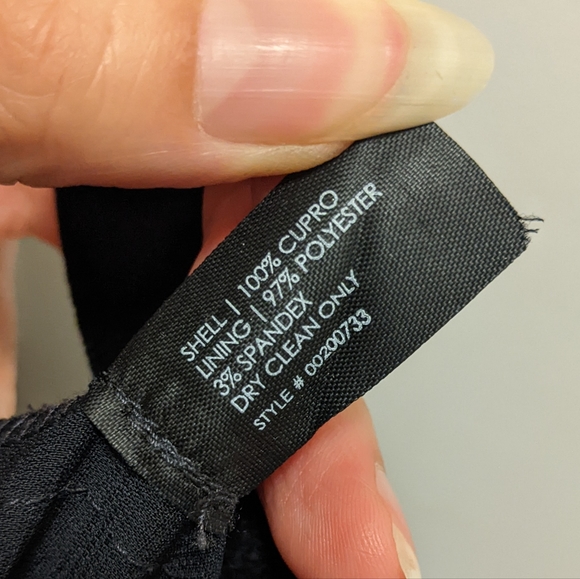 SHELL | 100% CUPRO
LINING | 97% POLYESTER
3% SPANDEX
DRY CLEAN ONLY
STYLE # 00200733